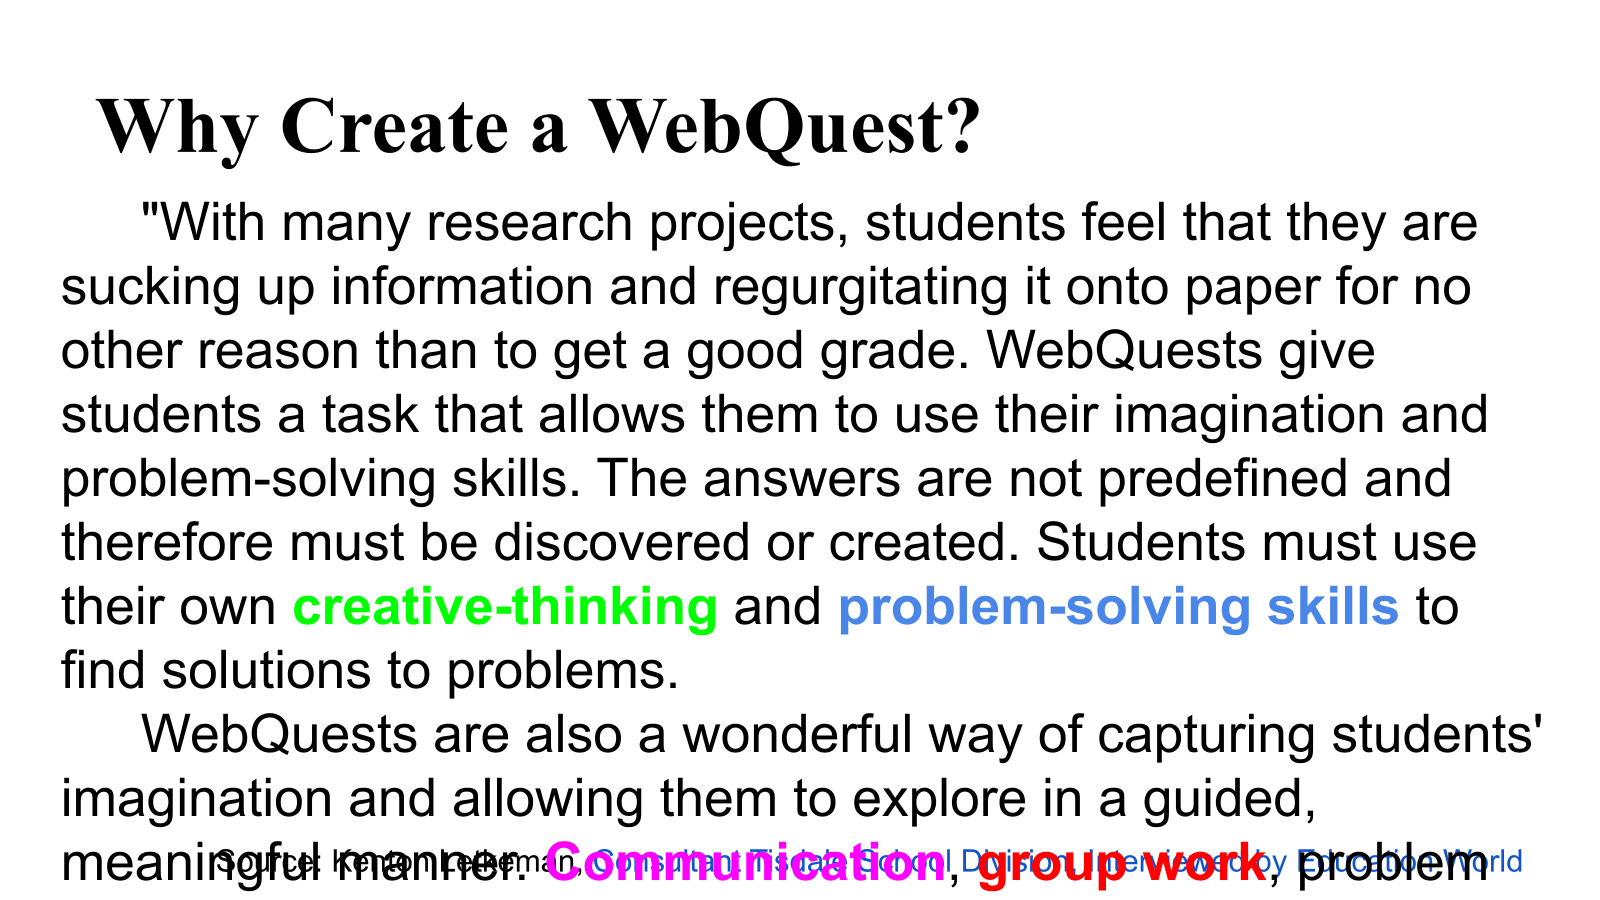 Why Create a WebQuest?
"With many research projects, students feel that they are
sucking up information and regurgitating it onto paper for no
other reason than to get a good grade. WebQuests give
students a task that allows them to use their imagination and
problem-solving skills. The answers are not predefined and
therefore must be discovered or created. Students must use
their own creative-thinking and problem-solving skills to
find solutions to problems.
WebQuests are also a wonderful way of capturing students'
imagination and allowing them to explore in a guided,
meaningful manner. Communication, group work, problem
Source: Kenton Letkeman, Consultant Tisdale School Division, Interviewed by Education World